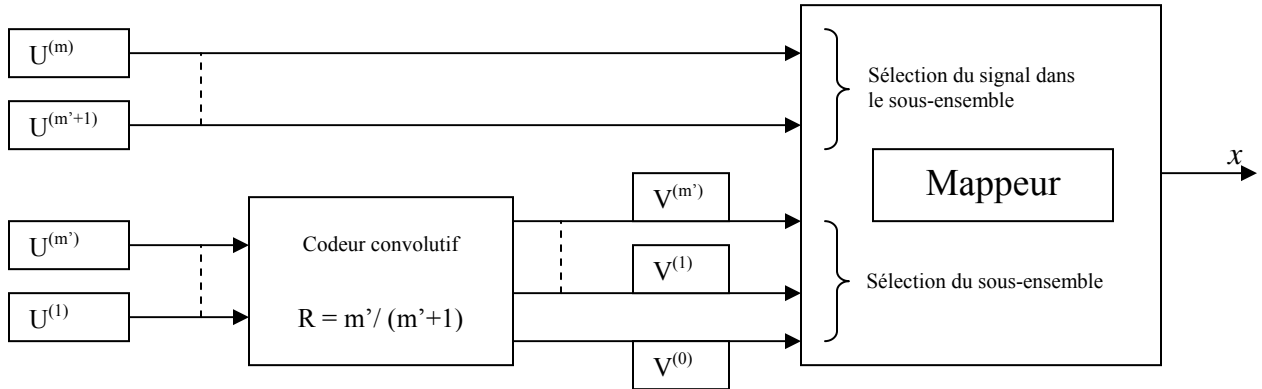 U(m)
U(m'+1)
Sélection du signal dans
le sous-ensemble
Mappeur
x
U(m')
U(1)
Codeur convolutif
R = m'/ (m'+1)
V(m')
V(1)
V(0)
Sélection du sous-ensemble